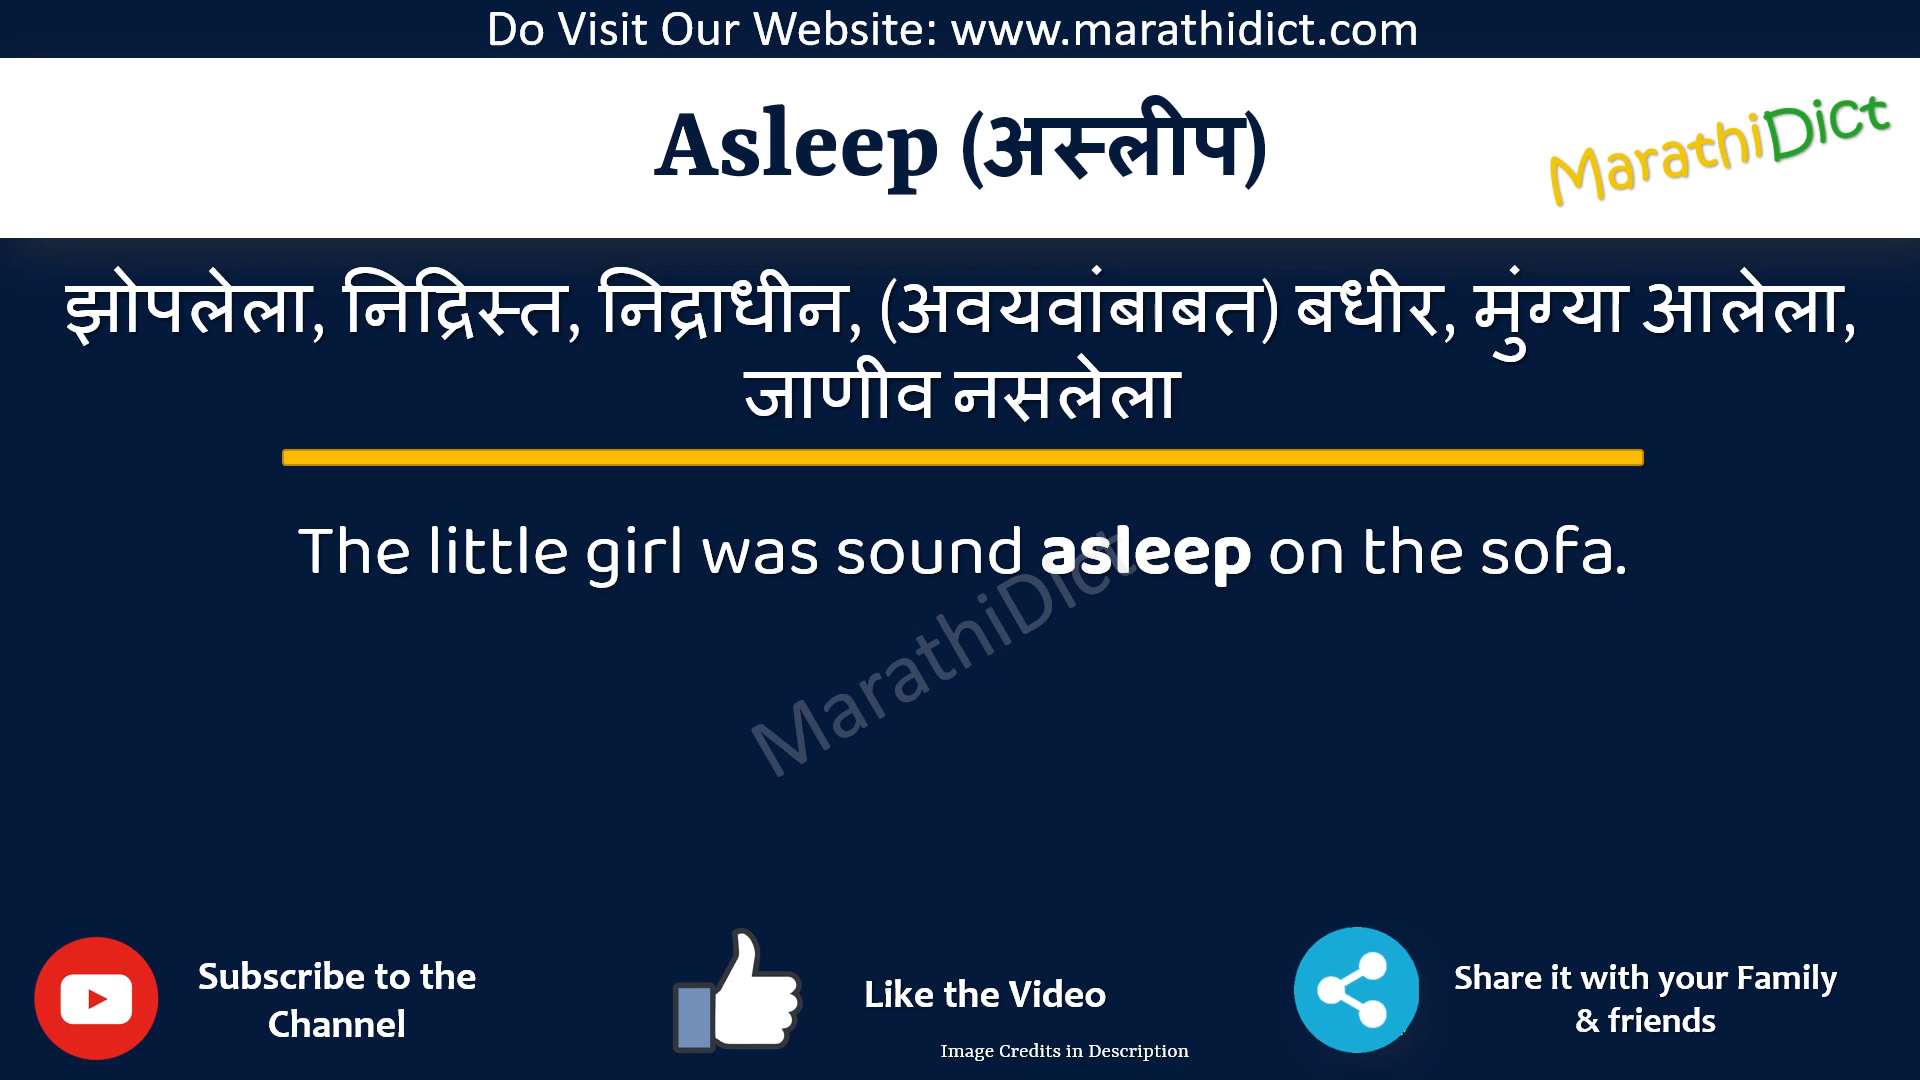 Do Visit Our Website: www.marathidict.com
Asleep (अस्लीप)
MarathiDict
झोपलेला, निद्रिस्त, निद्राधीन, (अवयवांबाबत) बधीर, मुंग्या आलेला,
जाणीव नसलेला
The little girl was sound asleep on the sofa.
MarathiDict
Subscribe to the
Channel
Like the Video
Image Credits in Description
Share it with your Family
& friends